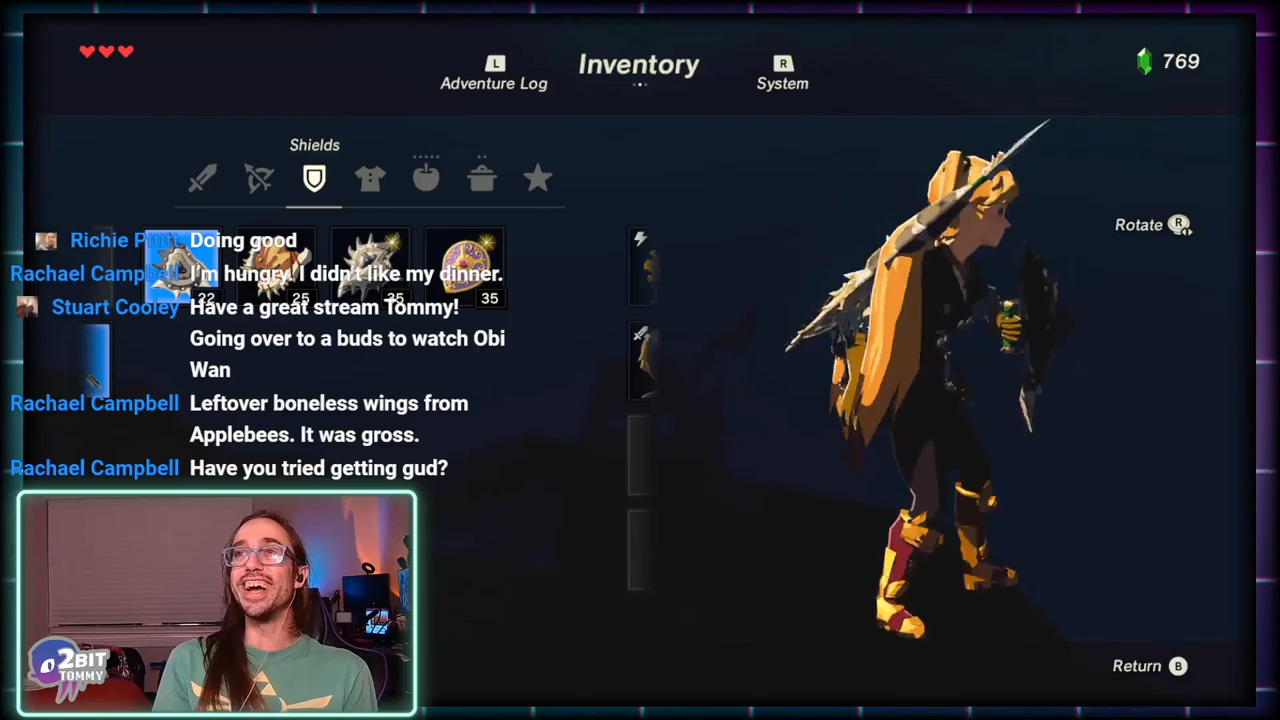 Inventory
L
Adventure Log
R
System
769
Shields
Rotate R
Richie
Doing good
Rachael Campbell I'm hungry! I didn't like my dinner.
22 25 25 35
Stuart Cooley Have a great stream Tommy!
Going over to a buds to watch Obi
Wan
Rachael Campbell Leftover boneless wings from
Applebees. It was gross.
Rachael Campbell Have you tried getting gud?
2BIT
TOMMY
Return B